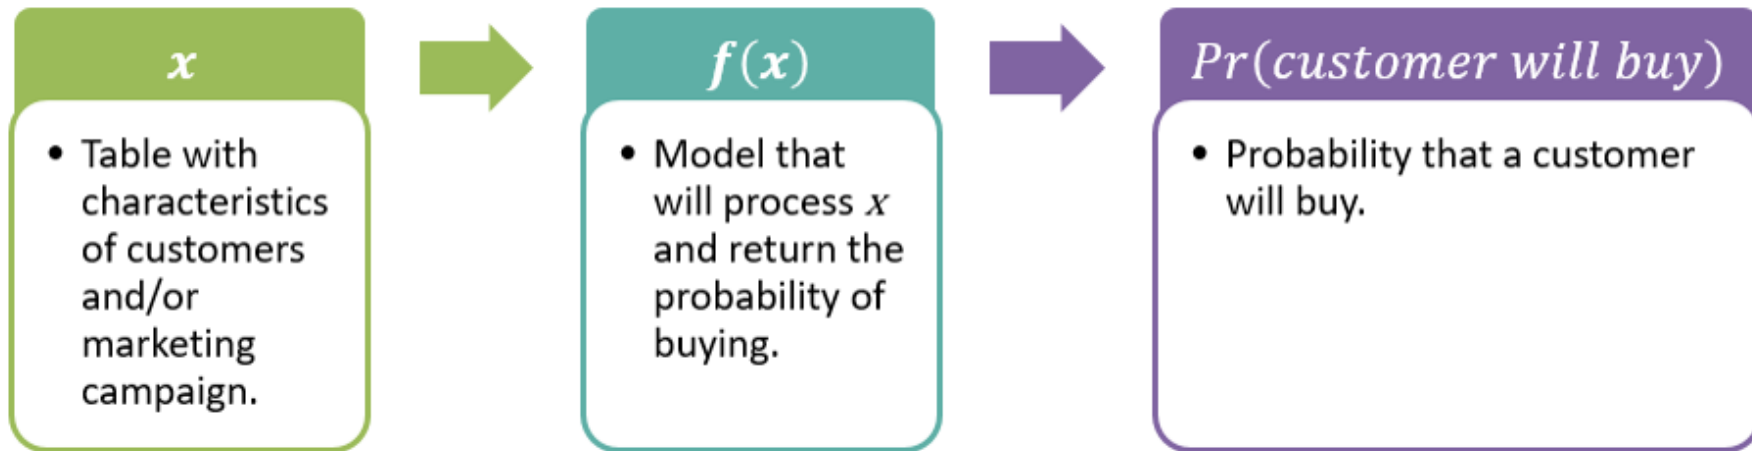 x
• Table with
characteristics
of customers
and/or
marketing
campaign.
f(x)
• Model that
will process x
and return the
probability of
buying.
Pr(customer will buy)
• Probability that a customer
will buy.